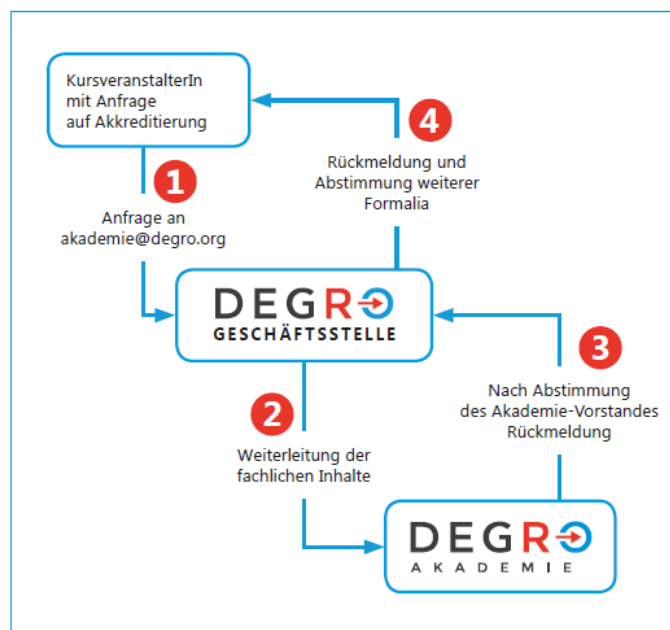 KursveranstalterIn
mit Anfrage
auf Akkreditierung
1
Anfrage an
akademie@degro.org
4
Rückmeldung und
Abstimmung weiterer
Formalia
DEGRO
GESCHÄFTSSTELLE
2
Weiterleitung der
fachlichen Inhalte
3
Nach Abstimmung
des Akademie-Vorstandes
Rückmeldung
DEGRO
AKADEMIE